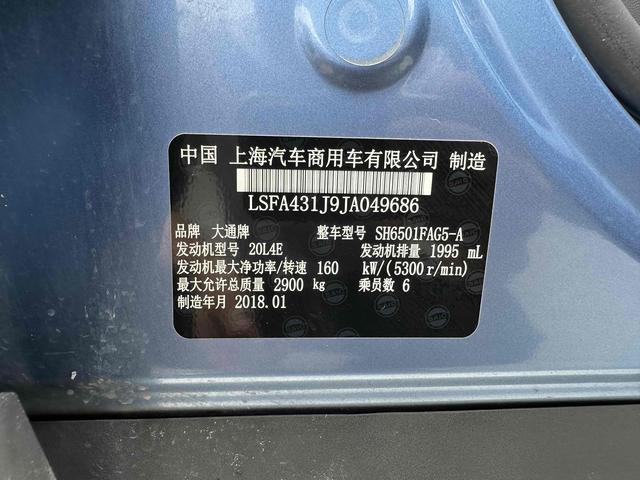 中国 上海汽车商用车有限公司 制造
LSFA431J9JA049686
品牌 大通牌 整车型号 SH6501FAG5-A
发动机型号 20L4E 发动机排量 1995 mL
发动机最大净功率/转速 160 kW/(5300r/min)
最大允许总质量 2900 kg 乘员数 6
制造年月 2018.01